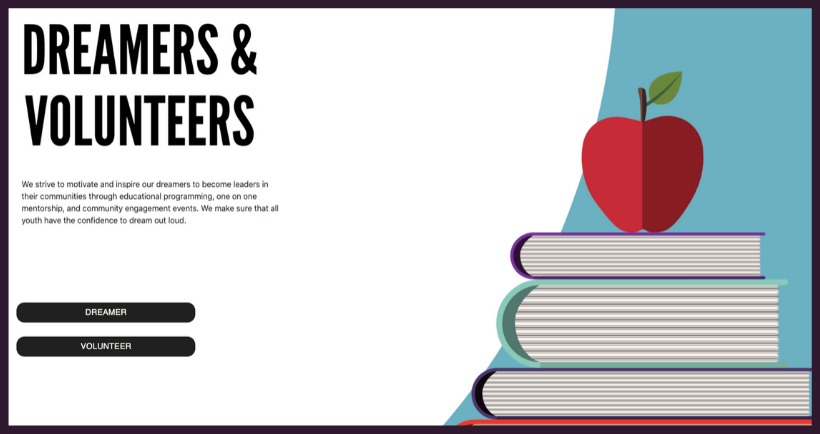 DREAMERS &
VOLUNTEERS
We strive to motivate and inspire our dreamers to become leaders in
their communities through educational programming, one on one
mentorship, and community engagement events. We make sure that all
youth have the confidence to dream out loud.
DREAMER
VOLUNTEER